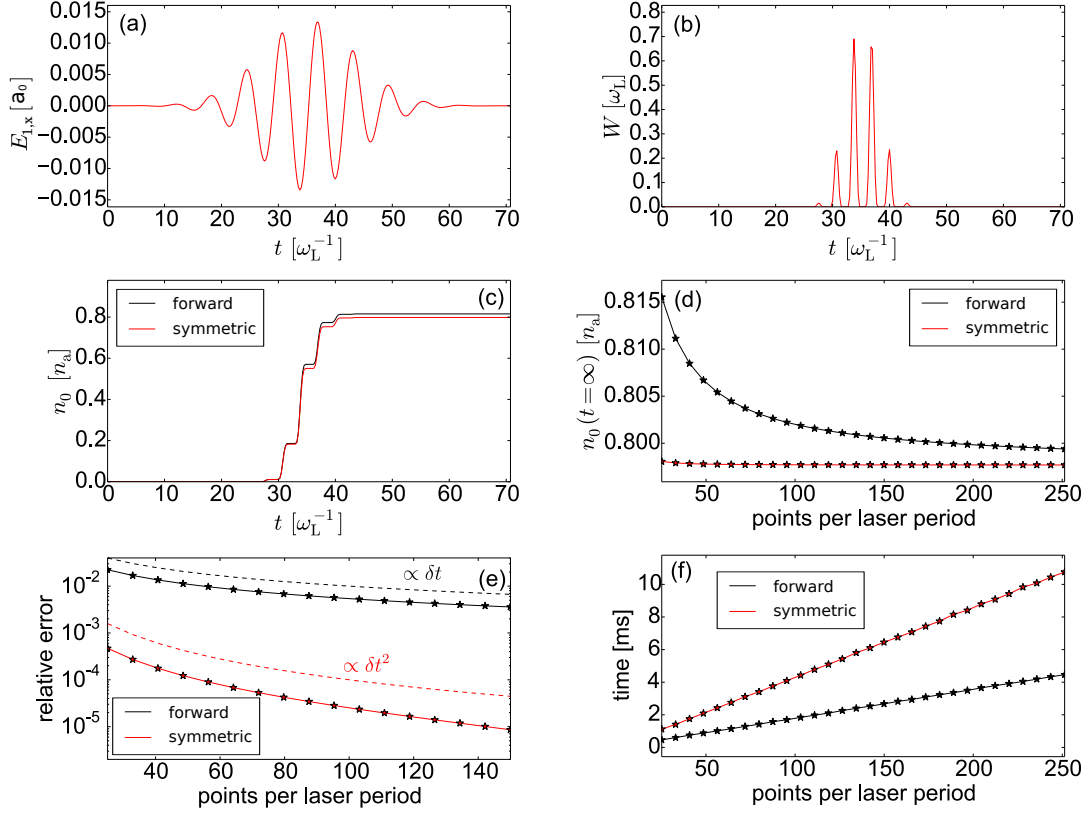 (a)
E₁,ₓ [a₀]
0.015
0.010
0.005
0.000
−0.005
−0.010
−0.015
0 10 20 30 40 50 60 70
t [ω_L⁻¹]
(b)
W [ω_L]
0.8
0.7
0.6
0.5
0.4
0.3
0.2
0.1
0.0
0 10 20 30 40 50 60 70
t [ω_L⁻¹]
(c)
forward
symmetric
n₀ [nₐ]
0.8
0.6
0.4
0.2
0.0
0 10 20 30 40 50 60 70
t [ω_L⁻¹]
(d)
forward
symmetric
n₀(t=∞) [nₐ]
0.815
0.810
0.805
0.800
50 100 150 200 250
points per laser period
(e)
∝ δt
∝ δt²
forward
symmetric
relative error
10⁻²
10⁻³
10⁻⁴
10⁻⁵
40 60 80 100 120 140
points per laser period
(f)
forward
symmetric
time [ms]
10
8
6
4
2
0
50 100 150 200 250
points per laser period